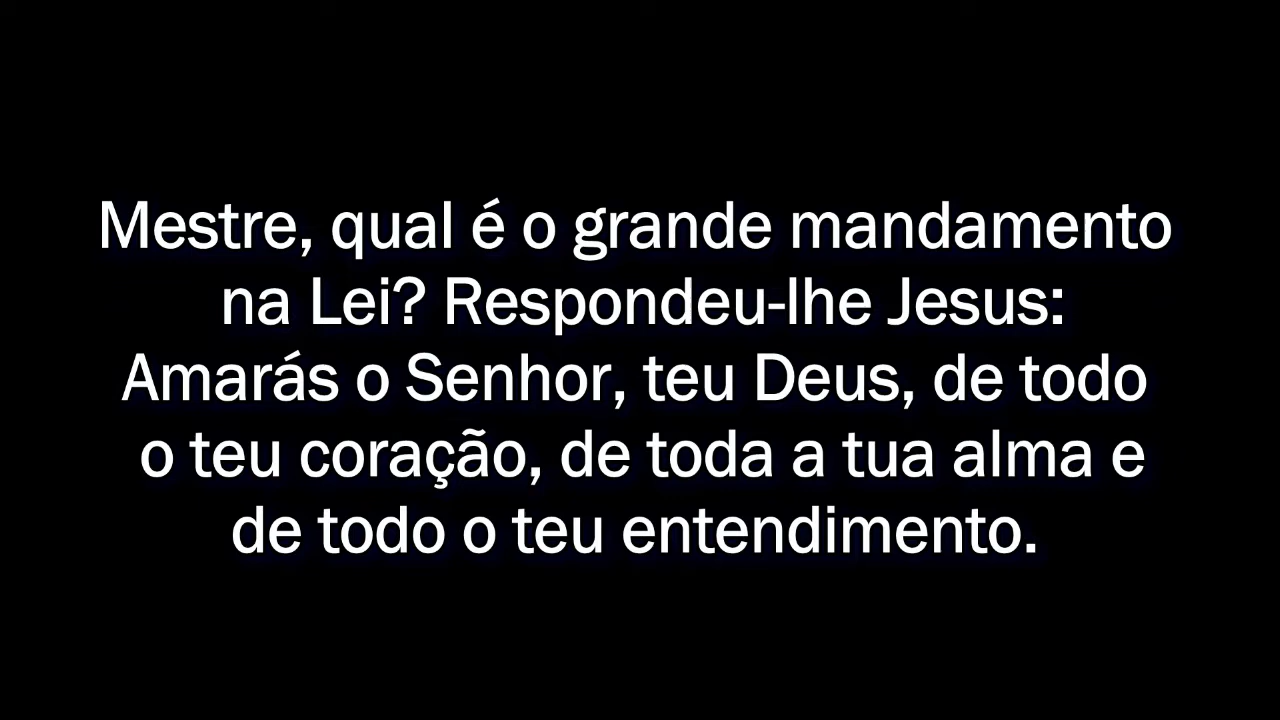 Mestre, qual é o grande mandamento
na Lei? Respondeu-lhe Jesus:
Amarás o Senhor, teu Deus, de todo
o teu coração, de toda a tua alma e
de todo o teu entendimento.